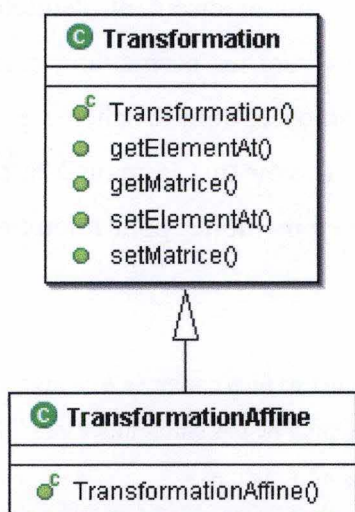 C Transformation
C Transformation()
getElementAt()
getMatrice()
setElementAt()
setMatrice()
C TransformationAffine
C TransformationAffine()